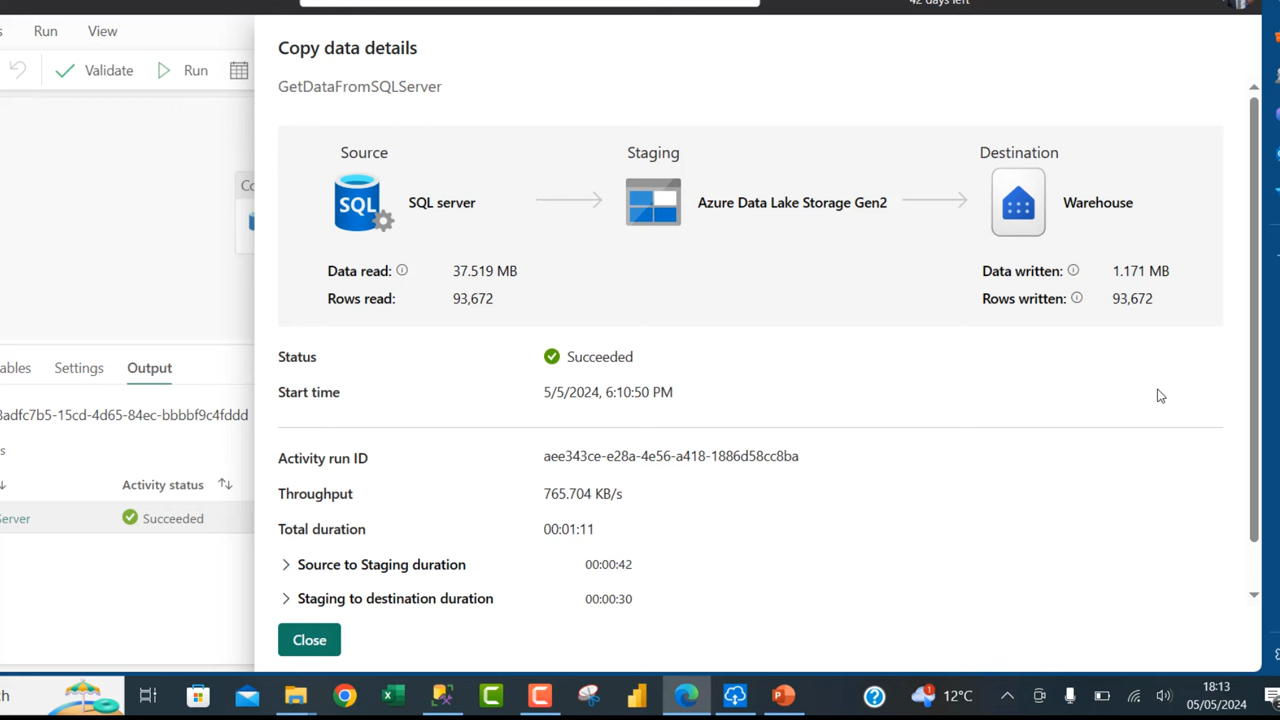 42 days left
Run
View
Validate
Run
Copy data details
GetDataFromSQLServer
Source
Staging
Destination
SQL
SQL server
Azure Data Lake Storage Gen2
Warehouse
Data read:
37.519 MB
Data written:
1.171 MB
Rows read:
93,672
Rows written:
93,672
Status
Succeeded
Start time
5/5/2024, 6:10:50 PM
Settings
Output
adfc7b5-15cd-4d65-84ec-bbbbf9c4fddd
Activity status
Succeeded
Activity run ID
aee343ce-e28a-4e56-a418-1886d58cc8ba
Throughput
765.704 KB/s
Total duration
00:01:11
Source to Staging duration
00:00:42
Staging to destination duration
00:00:30
Close
12°C
18:13
05/05/2024